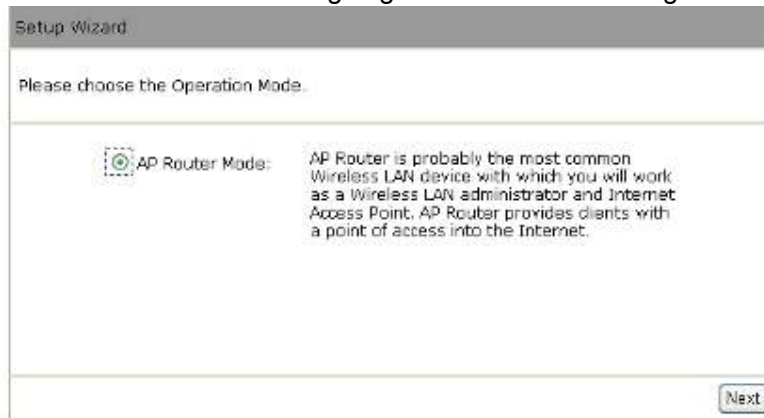 Setup Wizard
Please choose the Operation Mode.
AP Router Mode:
AP Router is probably the most common
Wireless LAN device with which you will work
as a Wireless LAN administrator and Internet
Access Point. AP Router provides clients with
a point of access into the Internet.
Next